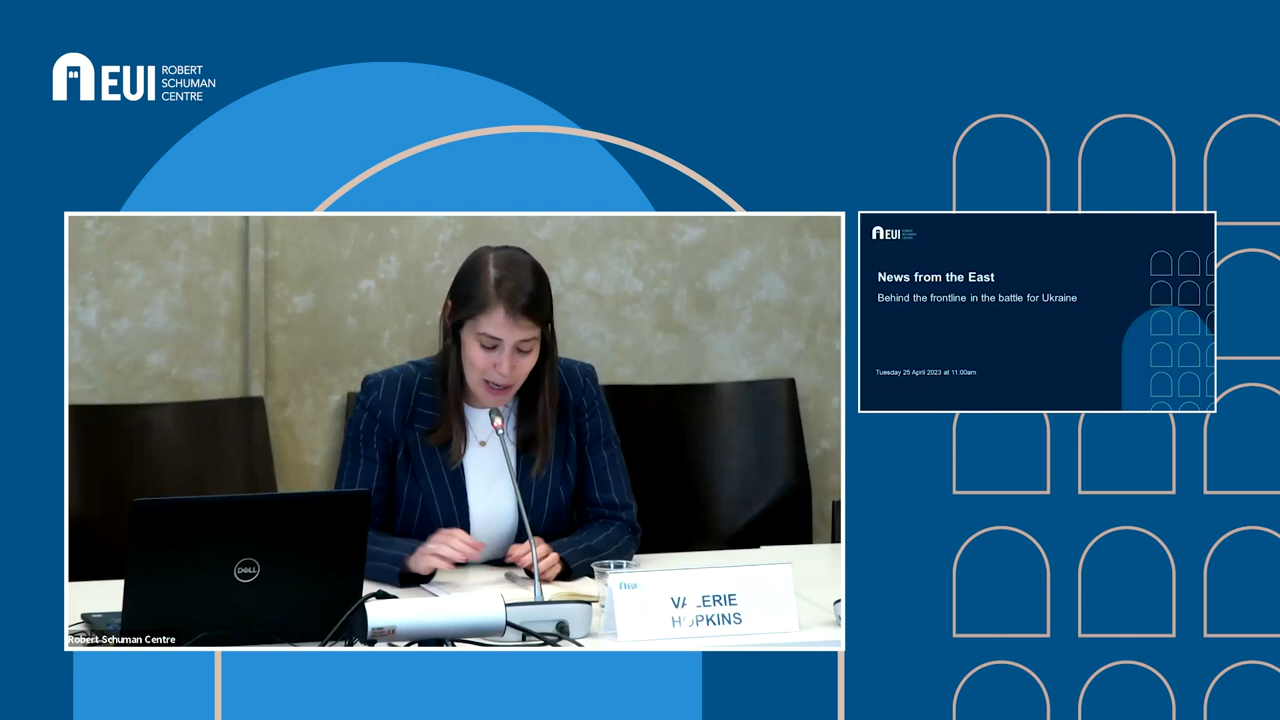 EUI
ROBERT
SCHUMAN
CENTRE
EUI
News from the East
Behind the frontline in the battle for Ukraine
Tuesday 25 April 2023 at 11:00am
DELL
EUI
VALERIE
HOPKINS
Robert Schuman Centre